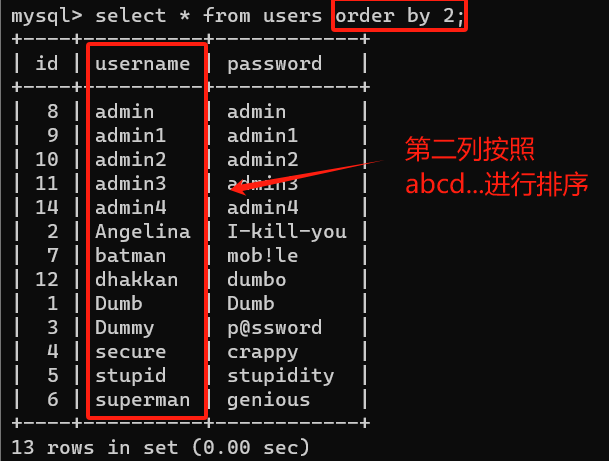 mysql> select * from users order by 2;
+----+----------+------------+
| id | username | password   |
+----+----------+------------+
|  8 | admin    | admin      |
|  9 | admin1   | admin1     |
| 10 | admin2   | admin2     |
| 11 | admin3   | admin3     |
| 14 | admin4   | admin4     |
|  2 | Angelina | I-kill-you |
|  7 | batman   | mob!le     |
| 12 | dhakkan  | dumbo      |
|  1 | Dumb     | Dumb       |
|  3 | Dummy    | p@ssword   |
|  4 | secure   | crappy     |
|  5 | stupid   | stupidity  |
|  6 | superman | genious    |
+----+----------+------------+
13 rows in set (0.00 sec)
第二列按照
abcd...进行排序